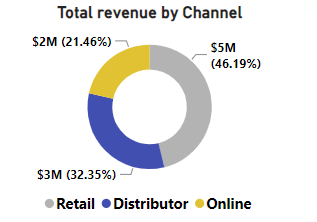 Total revenue by Channel
$2M (21.46%)
$5M
(46.19%)
$3M (32.35%)
Retail Distributor Online